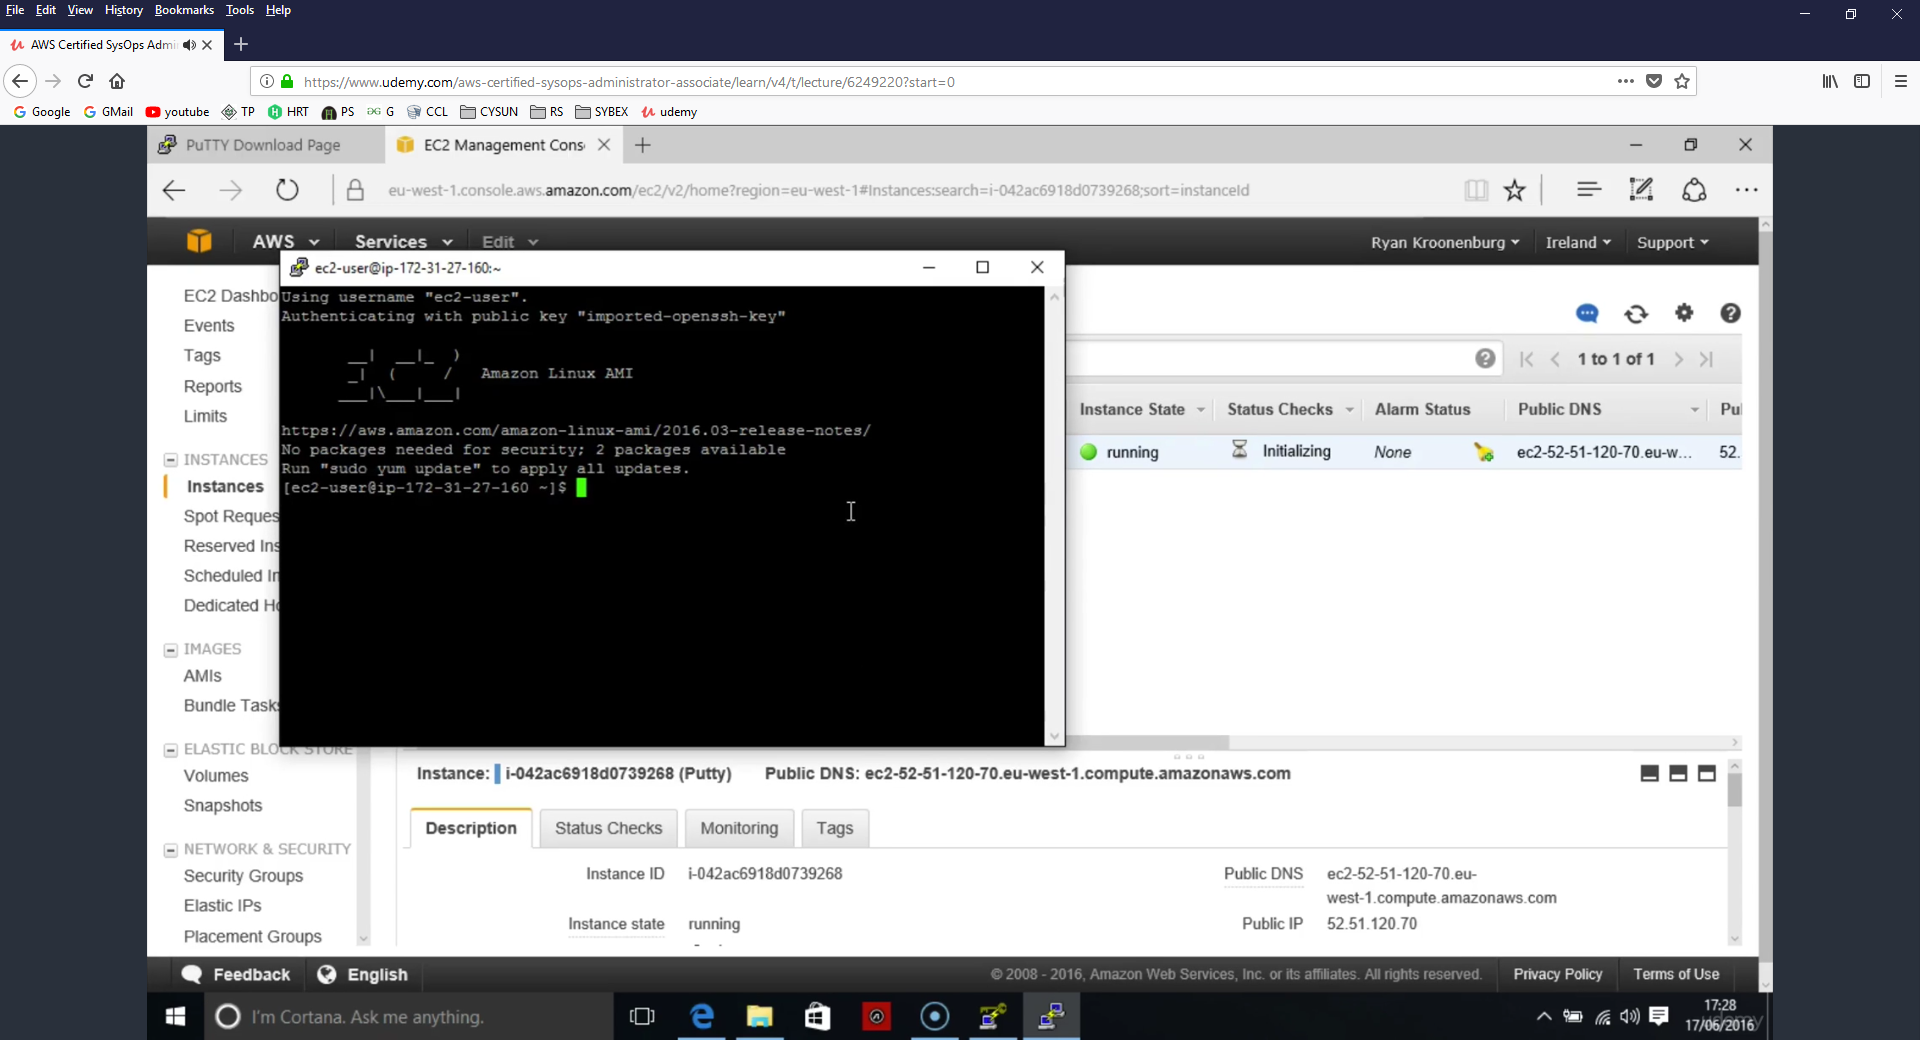 File Edit View History Bookmarks Tools Help
AWS Certified SysOps Admi
https://www.udemy.com/aws-certified-sysops-administrator-associate/learn/v4/t/lecture/6249220?start=0
Google GMail youtube TP HRT PS G CCL CYSUN RS SYBEX udemy
PuTTY Download Page EC2 Management Cons
eu-west-1.console.aws.amazon.com/ec2/v2/home?region=eu-west-1#Instances:search=i-042ac6918d0739268;sort=instanceId
AWS Services Edit Ryan Kroonenburg Ireland Support
ec2-user@ip-172-31-27-160:~
Using username "ec2-user".
Authenticating with public key "imported-openssh-key"
Amazon Linux AMI
https://aws.amazon.com/amazon-linux-ami/2016.03-release-notes/
No packages needed for security; 2 packages available
Run "sudo yum update" to apply all updates.
[ec2-user@ip-172-31-27-160 ~]$
EC2 Dashbo
Events
Tags
Reports
Limits
INSTANCES
Instances
Spot Reques
Reserved Ins
Scheduled In
Dedicated Ho
IMAGES
AMIs
Bundle Tasks
ELASTIC BLOCK STORE
Volumes
Snapshots
NETWORK & SECURITY
Security Groups
Elastic IPs
Placement Groups
1 to 1 of 1
Instance State Status Checks Alarm Status Public DNS Pul
running Initializing None ec2-52-51-120-70.eu-w... 52.
Instance: i-042ac6918d0739268 (Putty) Public DNS: ec2-52-51-120-70.eu-west-1.compute.amazonaws.com
Description Status Checks Monitoring Tags
Instance ID i-042ac6918d0739268 Public DNS ec2-52-51-120-70.eu-
west-1.compute.amazonaws.com
Instance state running Public IP 52.51.120.70
Feedback English © 2008 - 2016, Amazon Web Services, Inc. or its affiliates. All rights reserved. Privacy Policy Terms of Use
I'm Cortana. Ask me anything.
17:28
17/06/2016
udemy